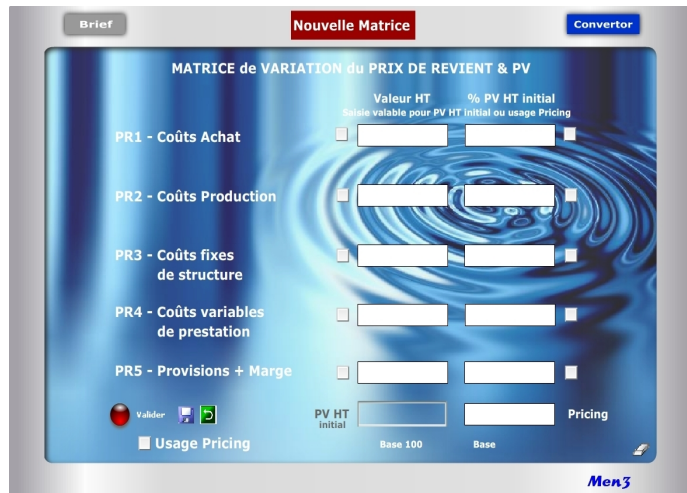 Brief
Nouvelle Matrice
Convertor
MATRICE de VARIATION du PRIX DE REVIENT & PV
Valeur HT % PV HT initial
Saisie valable pour PV HT initial ou usage Pricing
PR1 - Coûts Achat
PR2 - Coûts Production
PR3 - Coûts fixes
de structure
PR4 - Coûts variables
de prestation
PR5 - Provisions + Marge
Valider
PV HT
initial
Pricing
Usage Pricing
Base 100
Base
Men3